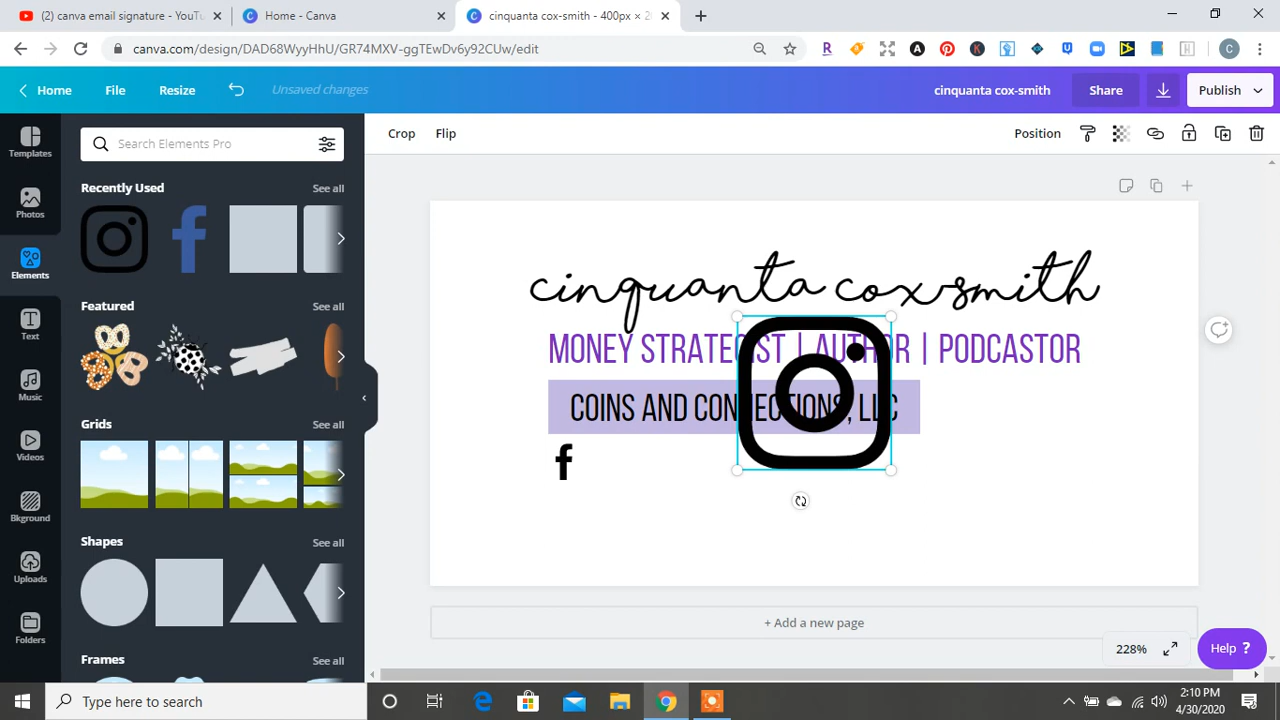 (2) canva email signature - YouTu
Home - Canva
cinquanta cox-smith - 400px × 2
canva.com/design/DAD68WyyHhU/GR74MXV-ggTEwDv6y92CUw/edit
Home
File
Resize
Unsaved changes
cinquanta cox-smith
Share
Publish
Templates
Photos
Elements
Text
Music
Videos
Bkground
Uploads
Folders
Search Elements Pro
Recently Used
See all
Featured
See all
Grids
See all
Shapes
See all
Frames
See all
Crop
Flip
Position
cinquanta cox-smith
MONEY STRATEGIST | AUTHOR | PODCASTOR
COINS AND CONNECTIONS, LLC
+ Add a new page
228%
Help ?
Type here to search
2:10 PM
4/30/2020